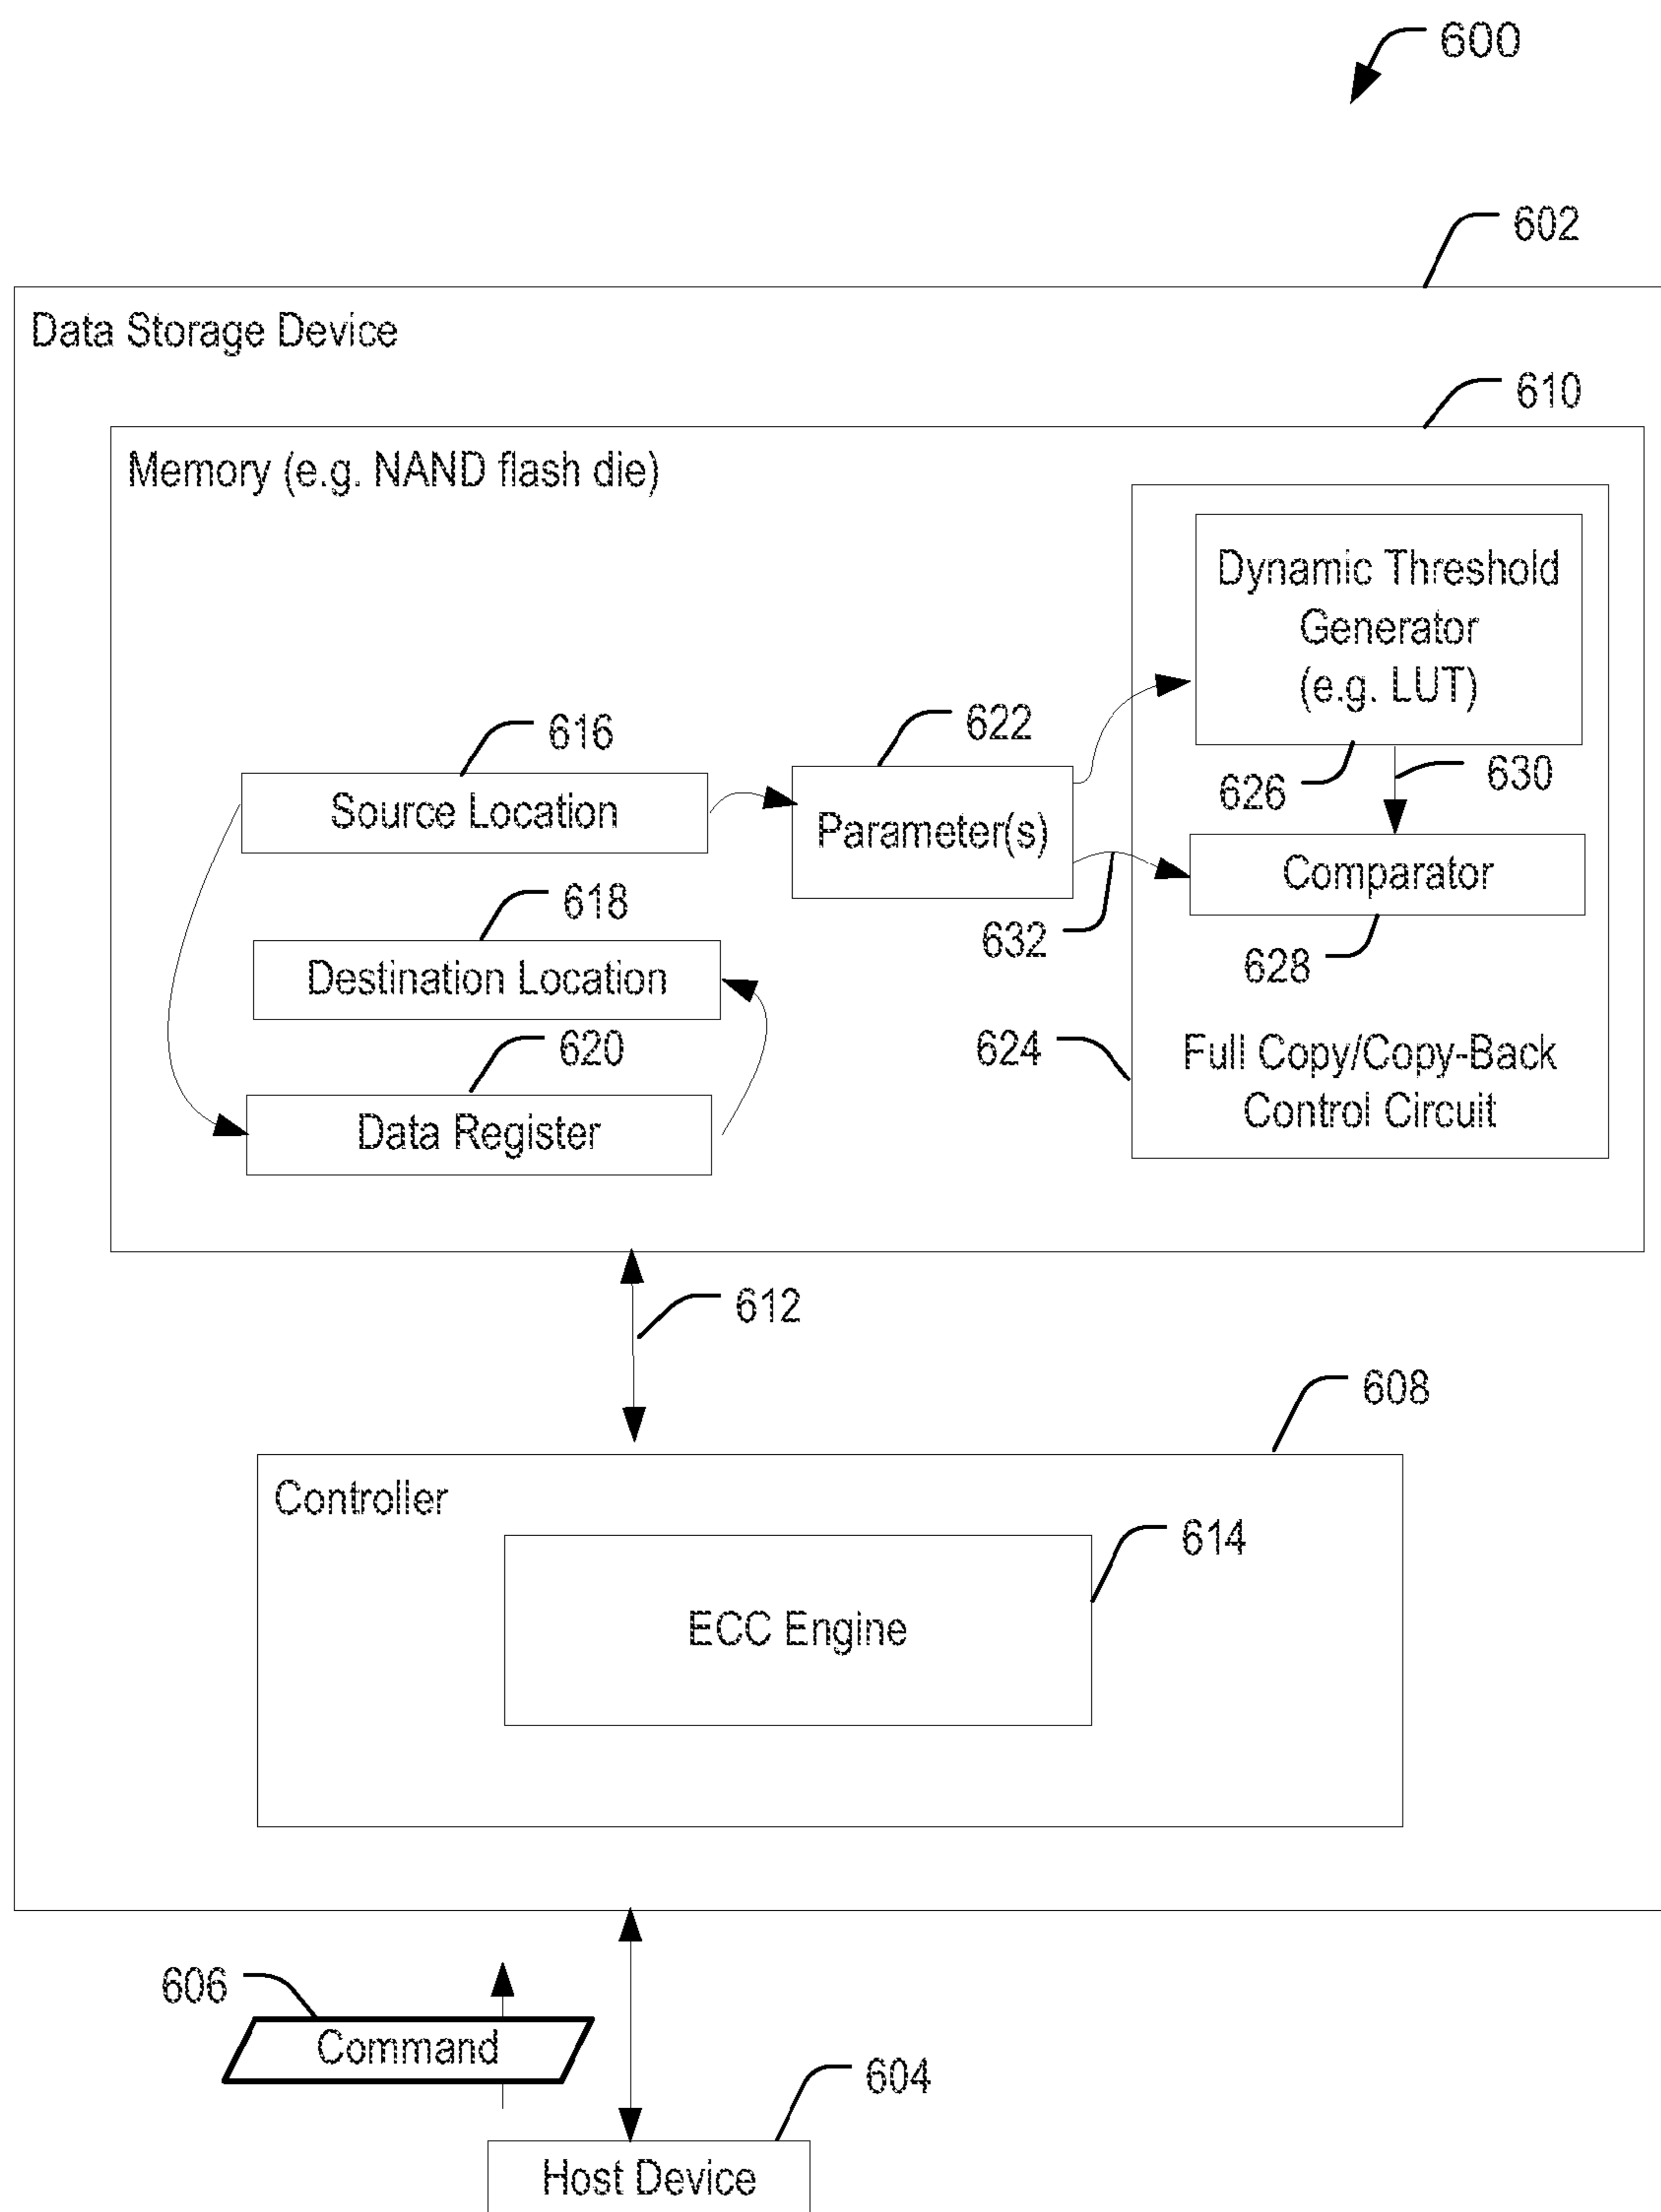 600
602
Data Storage Device
610
Memory (e.g. NAND flash die)
Dynamic Threshold
Generator
(e.g. LUT)
616
622
626
630
Source Location
Parameter(s)
Comparator
618
632
628
Destination Location
620
624
Full Copy/Copy-Back
Control Circuit
Data Register
612
608
Controller
614
ECC Engine
606
Command
604
Host Device